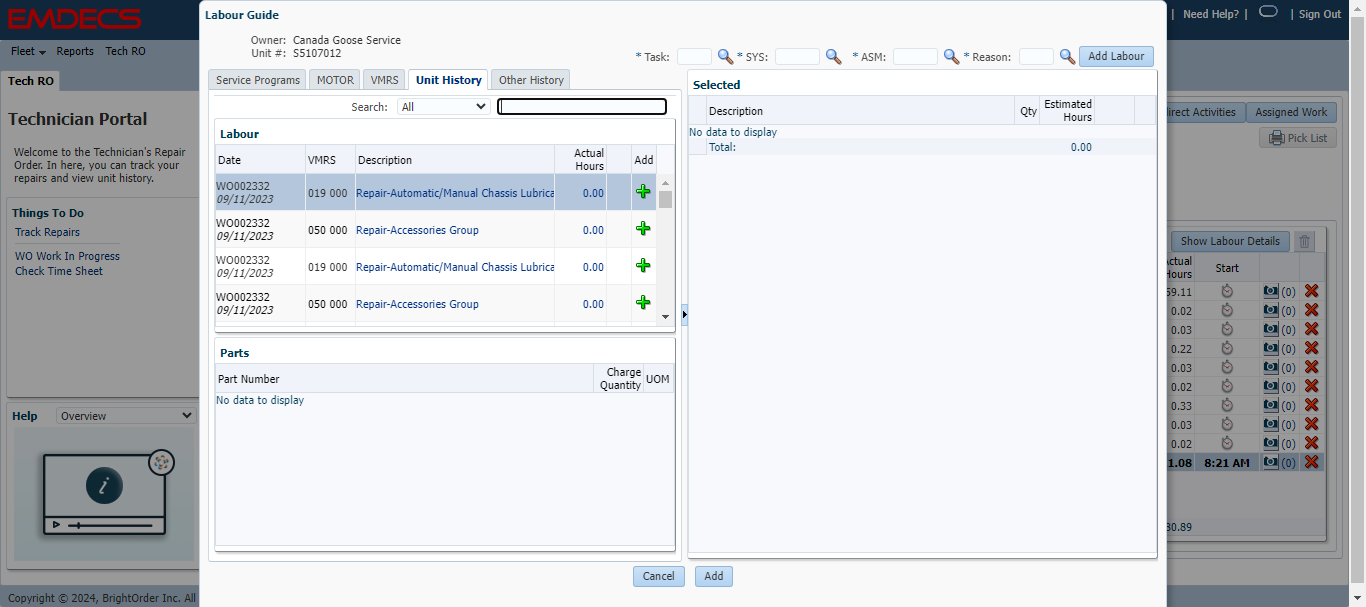 EMDECS
Need Help? |
| Sign Out
Fleet
Reports
Tech RO
Tech RO
Technician Portal
Welcome to the Technician's Repair
Order. In here, you can track your
repairs and view unit history.
Things To Do
Track Repairs
WO Work In Progress
Check Time Sheet
Help
Overview
Copyright © 2024, BrightOrder Inc. All
Labour Guide
Owner: Canada Goose Service
Unit #: S5107012
* Task:
* SYS:
* ASM:
* Reason:
Add Labour
Service Programs
MOTOR
VMRS
Unit History
Other History
Search: All
Labour
Date VMRS Description Actual Hours Add
WO002332 09/11/2023 019 000 Repair-Automatic/Manual Chassis Lubrica 0.00
WO002332 09/11/2023 050 000 Repair-Accessories Group 0.00
WO002332 09/11/2023 019 000 Repair-Automatic/Manual Chassis Lubrica 0.00
WO002332 09/11/2023 050 000 Repair-Accessories Group 0.00
Parts
Part Number Charge Quantity UOM
No data to display
Selected
Description Qty Estimated Hours
No data to display
Total: 0.00
Cancel
Add
irect Activities
Assigned Work
Pick List
Show Labour Details
Actual Hours Start
59.11 (0)
0.02 (0)
0.03 (0)
0.22 (0)
0.03 (0)
0.02 (0)
0.33 (0)
0.03 (0)
0.02 (0)
1.08 8:21 AM (0)
30.89